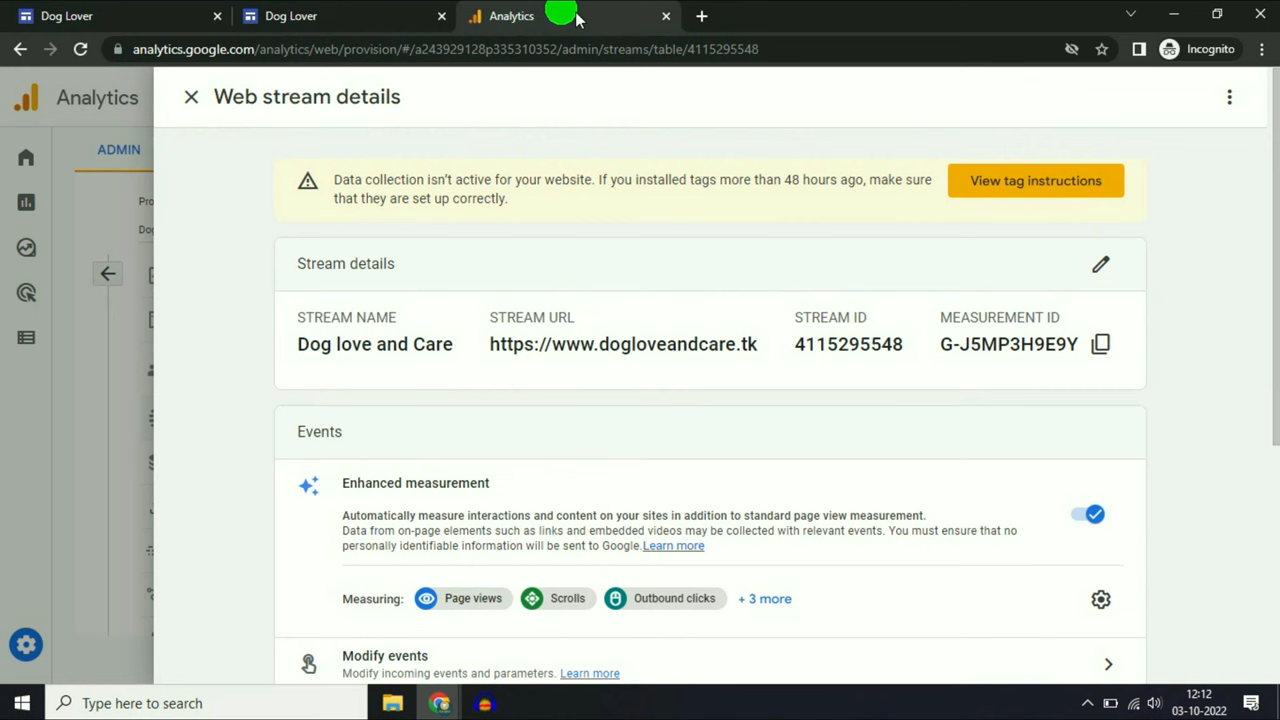 Dog Lover
Dog Lover
Analytics
analytics.google.com/analytics/web/provision/#/a243929128p335310352/admin/streams/table/4115295548
Incognito
Analytics
Web stream details
ADMIN
Data collection isn't active for your website. If you installed tags more than 48 hours ago, make sure
that they are set up correctly.
View tag instructions
Pro
Dog
Stream details
STREAM NAME
Dog love and Care
STREAM URL
https://www.dogloveandcare.tk
STREAM ID
4115295548
MEASUREMENT ID
G-J5MP3H9E9Y
Events
Enhanced measurement
Automatically measure interactions and content on your sites in addition to standard page view measurement.
Data from on-page elements such as links and embedded videos may be collected with relevant events. You must ensure that no
personally identifiable information will be sent to Google.Learn more
Measuring: Page views Scrolls Outbound clicks + 3 more
Modify events
Modify incoming events and parameters. Learn more
Type here to search
12:12
03-10-2022